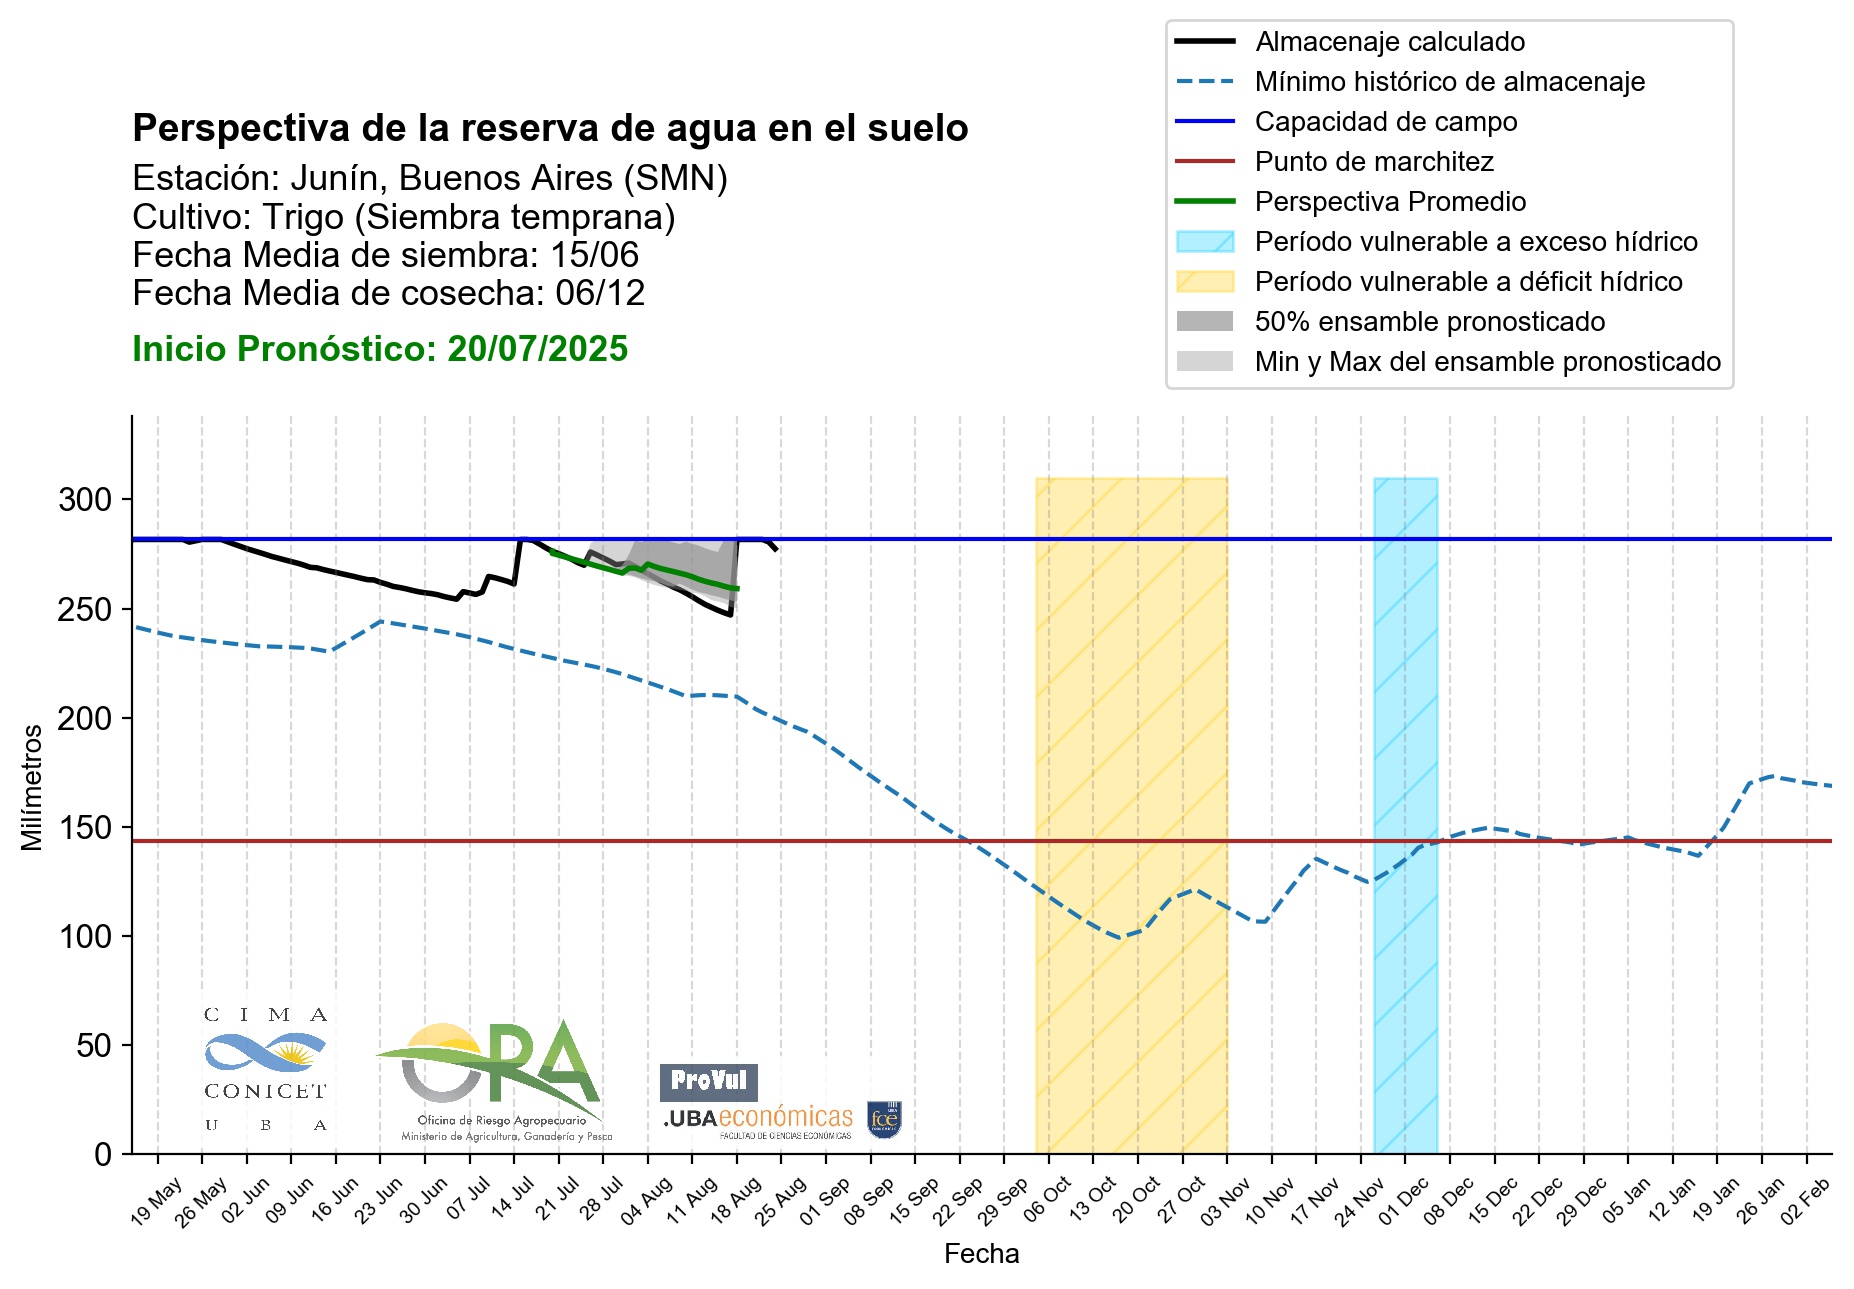 Almacenaje calculado
Mínimo histórico de almacenaje
Capacidad de campo
Punto de marchitez
Perspectiva Promedio
Período vulnerable a exceso hídrico
Período vulnerable a déficit hídrico
50% ensamble pronosticado
Min y Max del ensamble pronosticado
Perspectiva de la reserva de agua en el suelo
Estación: Junín, Buenos Aires (SMN)
Cultivo: Trigo (Siembra temprana)
Fecha Media de siembra: 15/06
Fecha Media de cosecha: 06/12
Inicio Pronóstico: 20/07/2025
300
250
200
150
100
50
0
Milímetros
CIMA
CONICET
UBA
ORA
Oficina de Riesgo Agropecuario
Ministerio de Agricultura, Ganadería y Pesca
ProVul
.UBAeconómicas
FACULTAD DE CIENCIAS ECONÓMICAS
fce
19 May
26 May
02 Jun
09 Jun
16 Jun
23 Jun
30 Jun
07 Jul
14 Jul
21 Jul
28 Jul
04 Aug
11 Aug
18 Aug
25 Aug
01 Sep
08 Sep
15 Sep
22 Sep
29 Sep
06 Oct
13 Oct
20 Oct
27 Oct
03 Nov
10 Nov
17 Nov
24 Nov
01 Dec
08 Dec
15 Dec
22 Dec
29 Dec
05 Jan
12 Jan
19 Jan
26 Jan
02 Feb
Fecha